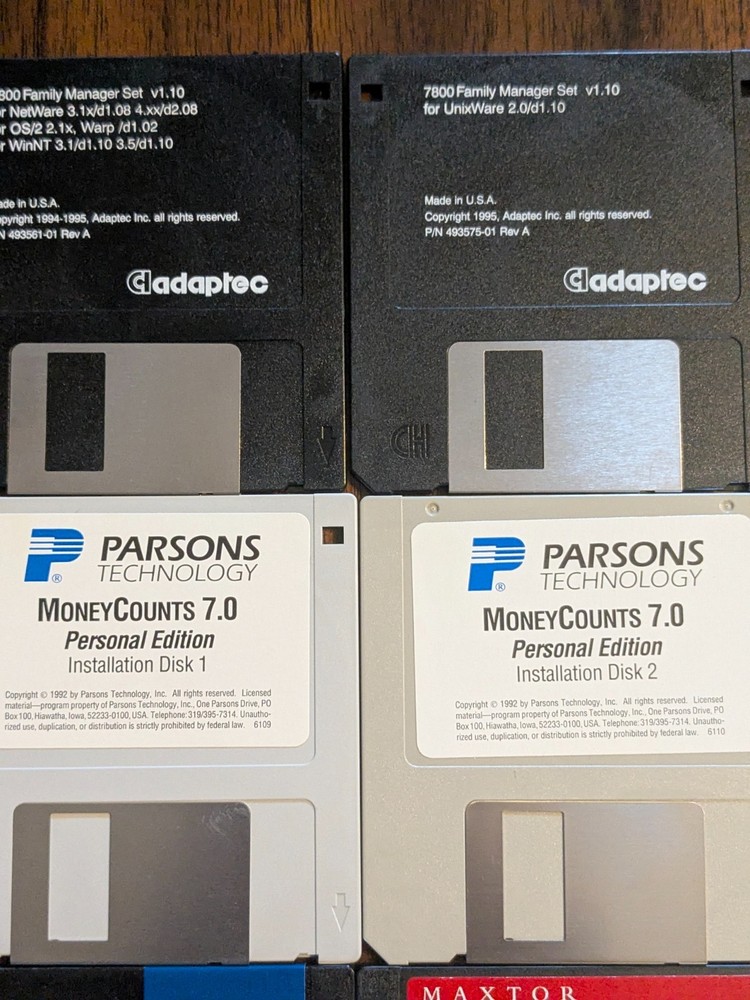 800 Family Manager Set v1.10
r NetWare 3.1x/d1.08 4.xx/d2.08
r OS/2 2.1x, Warp /d1.02
r WinNT 3.1/d1.10 3.5/d1.10
ade in U.S.A.
pyright 1994-1995, Adaptec Inc. all rights reserved.
N 493561-01 Rev A
adaptec
7800 Family Manager Set v1.10
for UnixWare 2.0/d1.10
Made in U.S.A.
Copyright 1995, Adaptec Inc. all rights reserved.
P/N 493575-01 Rev A
adaptec
CH
PARSONS
TECHNOLOGY
MONEYCOUNTS 7.0
Personal Edition
Installation Disk 1
Copyright © 1992 by Parsons Technology, Inc. All rights reserved. Licensed
material—program property of Parsons Technology, Inc., One Parsons Drive, PO
Box 100, Hiawatha, Iowa, 52233-0100, USA. Telephone: 319/395-7314. Unautho-
rized use, duplication, or distribution is strictly prohibited by federal law. 6109
PARSONS
TECHNOLOGY
MONEYCOUNTS 7.0
Personal Edition
Installation Disk 2
Copyright © 1992 by Parsons Technology, Inc. All rights reserved. Licensed
material—program property of Parsons Technology, Inc., One Parsons Drive, PO
Box 100, Hiawatha, Iowa, 52233-0100, USA. Telephone: 319/395-7314. Unautho-
rized use, duplication, or distribution is strictly prohibited by federal law. 6110
MAXTOR